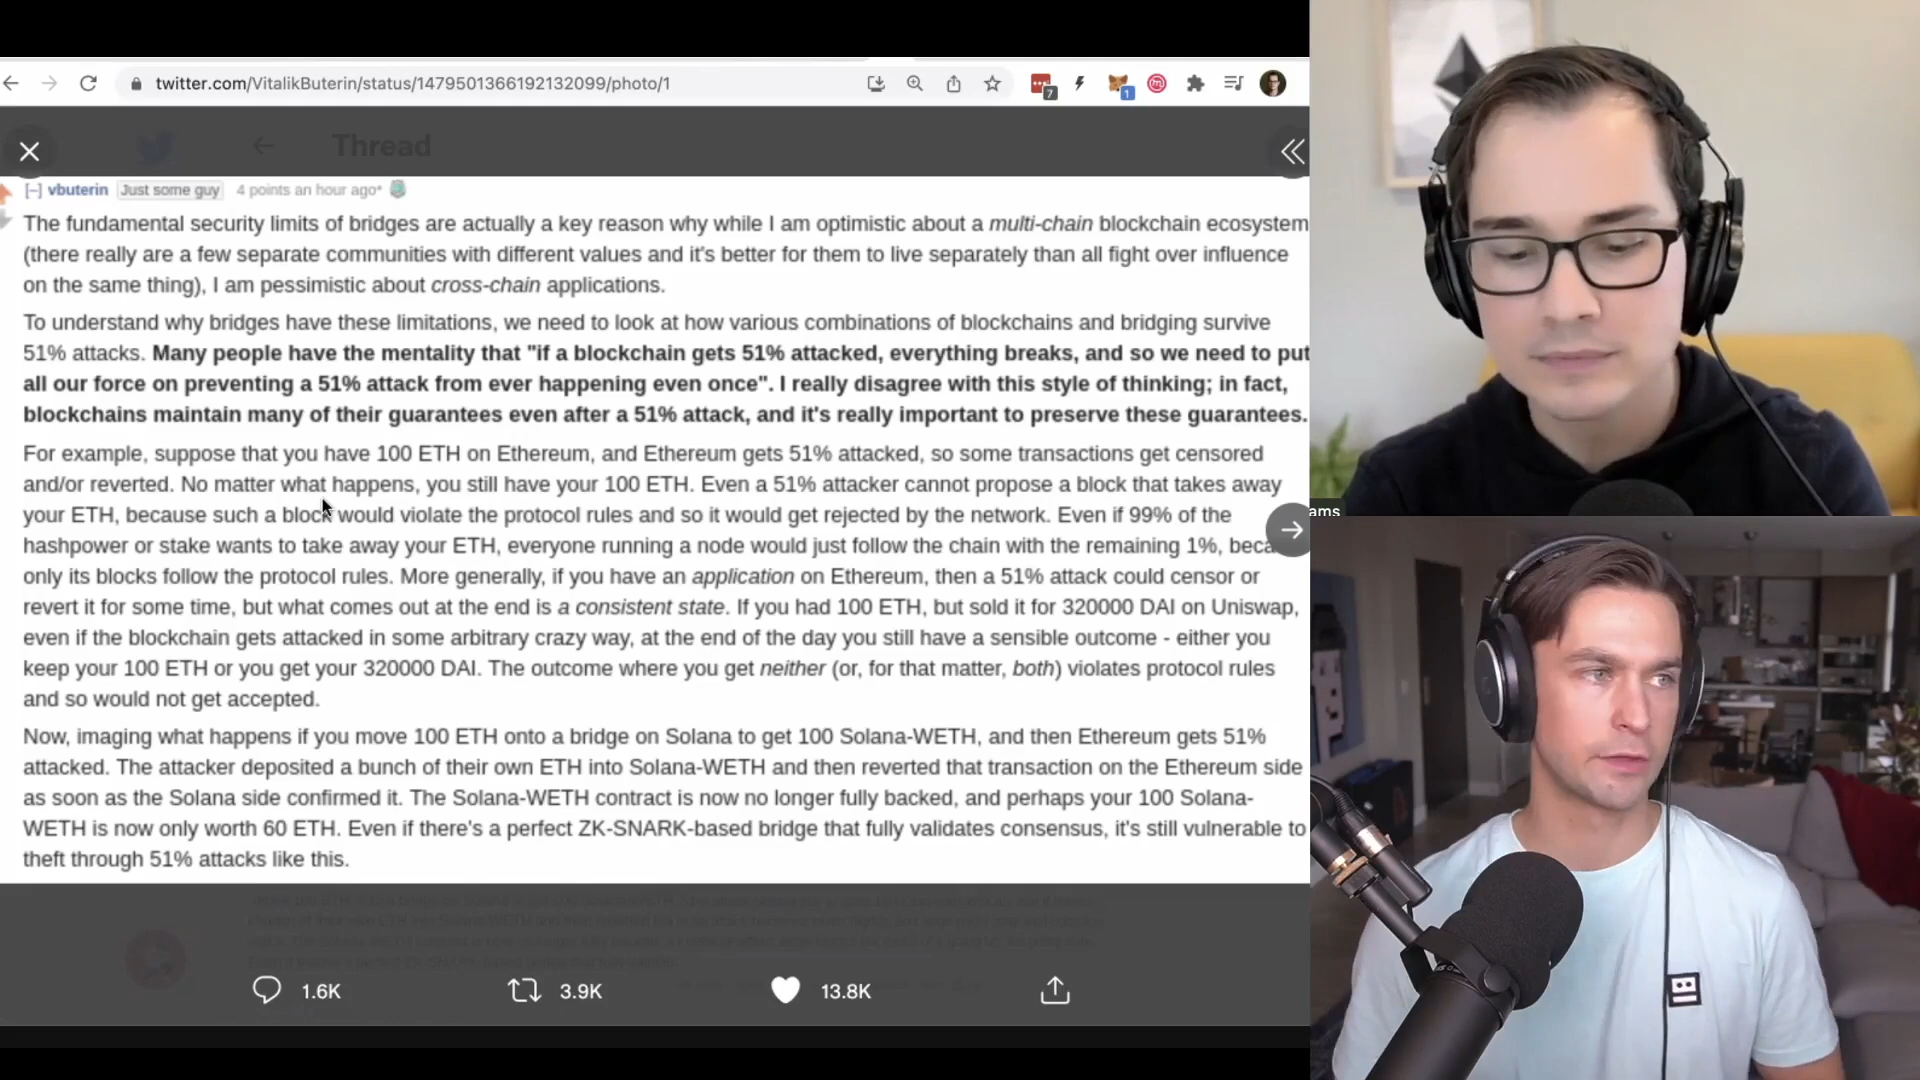 twitter.com/VitalikButerin/status/1479501366192132099/photo/1
7
1
Thread
[-] vbuterin Just some guy 4 points an hour ago*
The fundamental security limits of bridges are actually a key reason why while I am optimistic about a multi-chain blockchain ecosystem
(there really are a few separate communities with different values and it's better for them to live separately than all fight over influence
on the same thing), I am pessimistic about cross-chain applications.
To understand why bridges have these limitations, we need to look at how various combinations of blockchains and bridging survive
51% attacks. Many people have the mentality that "if a blockchain gets 51% attacked, everything breaks, and so we need to put
all our force on preventing a 51% attack from ever happening even once". I really disagree with this style of thinking; in fact,
blockchains maintain many of their guarantees even after a 51% attack, and it's really important to preserve these guarantees.
For example, suppose that you have 100 ETH on Ethereum, and Ethereum gets 51% attacked, so some transactions get censored
and/or reverted. No matter what happens, you still have your 100 ETH. Even a 51% attacker cannot propose a block that takes away
your ETH, because such a block would violate the protocol rules and so it would get rejected by the network. Even if 99% of the
hashpower or stake wants to take away your ETH, everyone running a node would just follow the chain with the remaining 1%, beca
only its blocks follow the protocol rules. More generally, if you have an application on Ethereum, then a 51% attack could censor or
revert it for some time, but what comes out at the end is a consistent state. If you had 100 ETH, but sold it for 320000 DAI on Uniswap,
even if the blockchain gets attacked in some arbitrary crazy way, at the end of the day you still have a sensible outcome - either you
keep your 100 ETH or you get your 320000 DAI. The outcome where you get neither (or, for that matter, both) violates protocol rules
and so would not get accepted.
Now, imaging what happens if you move 100 ETH onto a bridge on Solana to get 100 Solana-WETH, and then Ethereum gets 51%
attacked. The attacker deposited a bunch of their own ETH into Solana-WETH and then reverted that transaction on the Ethereum side
as soon as the Solana side confirmed it. The Solana-WETH contract is now no longer fully backed, and perhaps your 100 Solana-
WETH is now only worth 60 ETH. Even if there's a perfect ZK-SNARK-based bridge that fully validates consensus, it's still vulnerable to
theft through 51% attacks like this.
1.6K 3.9K 13.8K
ams